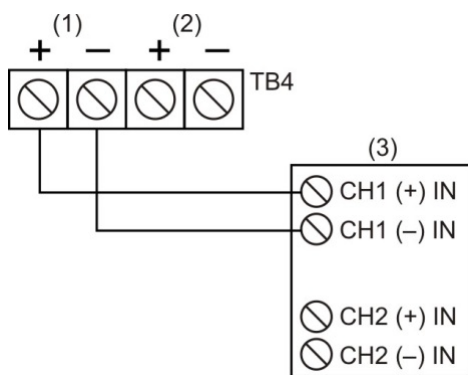 (1) (2)
+ – + –
TB4
(3)
CH1 (+) IN
CH1 (–) IN
CH2 (+) IN
CH2 (–) IN